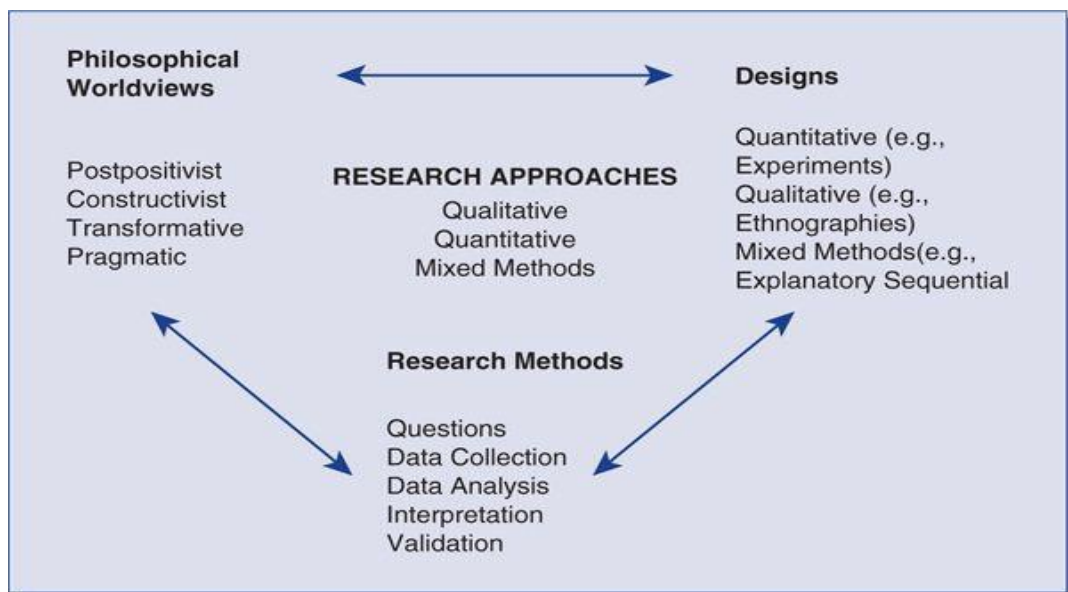 Philosophical
Worldviews
Postpositivist
Constructivist
Transformative
Pragmatic
RESEARCH APPROACHES
Qualitative
Quantitative
Mixed Methods
Designs
Quantitative (e.g.,
Experiments)
Qualitative (e.g.,
Ethnographies)
Mixed Methods(e.g.,
Explanatory Sequential
Research Methods
Questions
Data Collection
Data Analysis
Interpretation
Validation